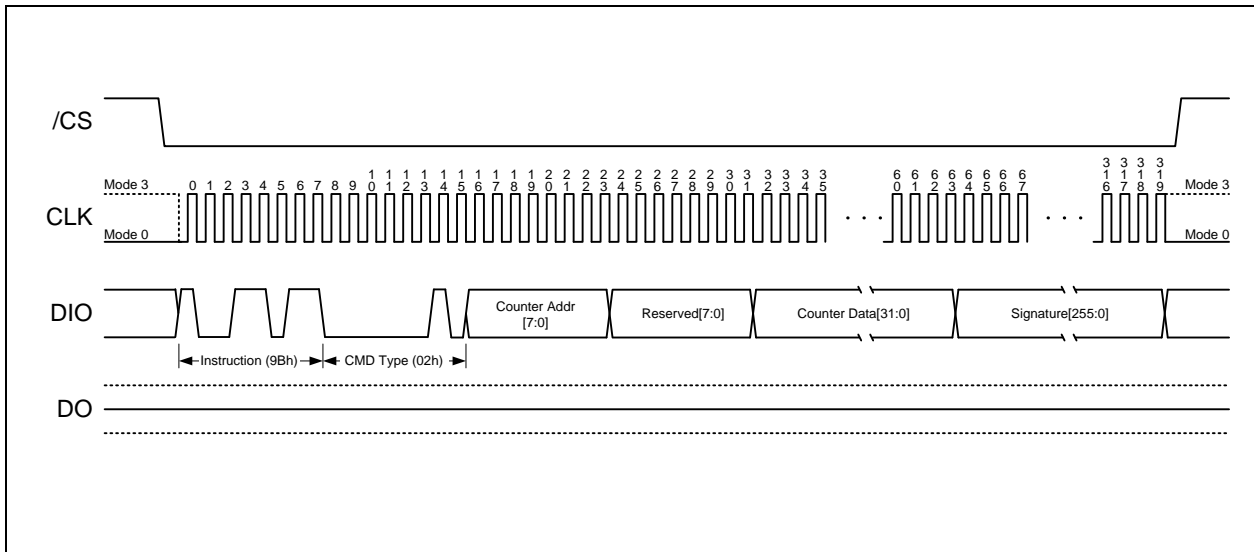 /CS
Mode 3
CLK
Mode 0
0 1 2 3 4 5 6 7 8 9 10 11 12 13 14 15 16 17 18 19 20 21 22 23 24 25 26 27 28 29 30 31 32 33 34 35
. . .
60 61 62 63 64 65 66 67
. . .
316 317 318 319
Mode 3
Mode 0
DIO
Counter Addr
[7:0]
Reserved[7:0]
Counter Data[31:0]
Signature[255:0]
Instruction (9Bh)
CMD Type (02h)
DO